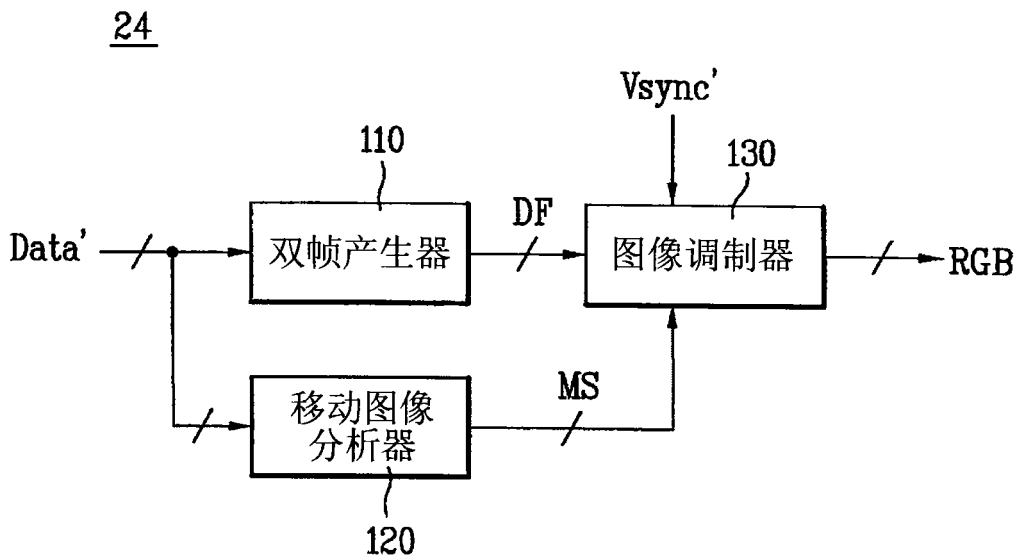 24
Vsync'
110
130
Data'
双帧产生器
DF
图像调制器
RGB
移动图像
分析器
MS
120